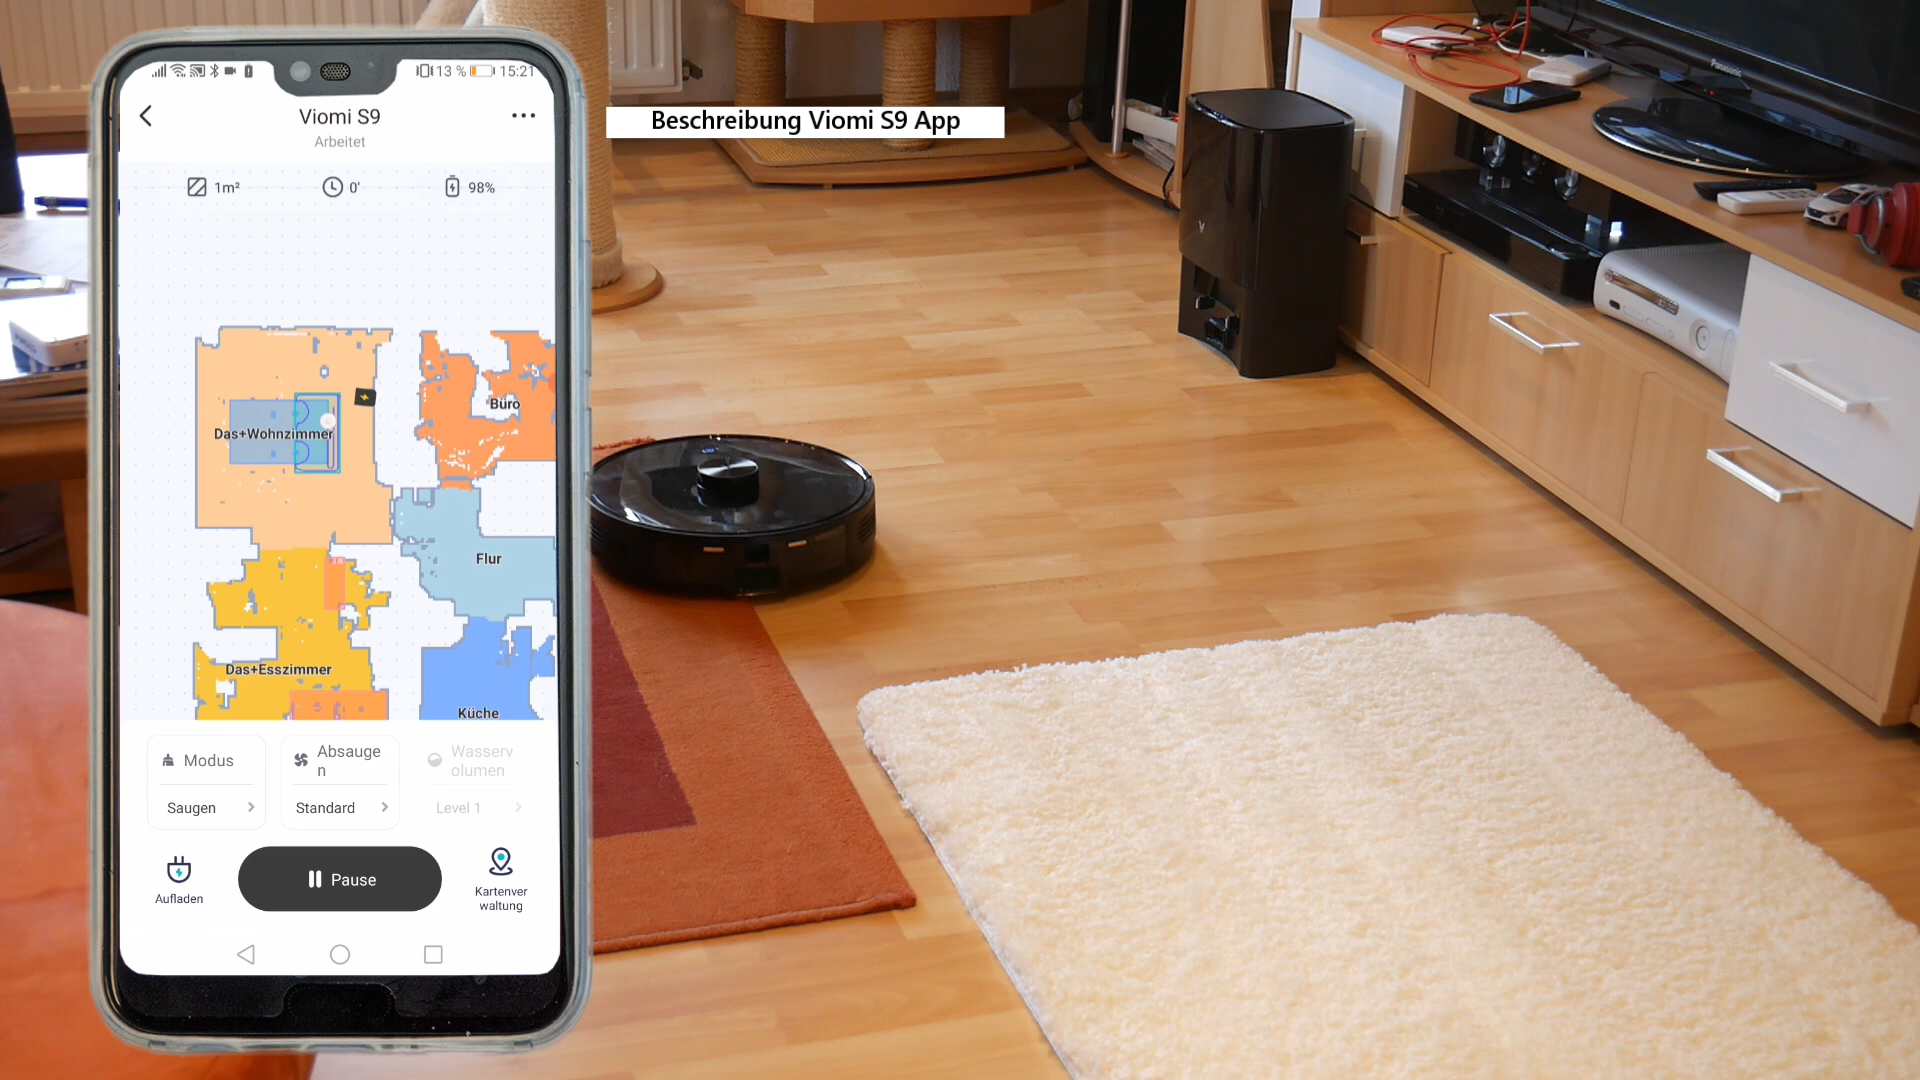 13 % 15:21
Viomi S9
Arbeitet
1m² 0' 98%
Beschreibung Viomi S9 App
Panasonic
Büro
Das+Wohnzimmer
Flur
Das+Esszimmer
Küche
Modus
Absauge
n
Wasserv
olumen
Saugen
Standard
Level 1
Aufladen
Pause
Kartenver
waltung